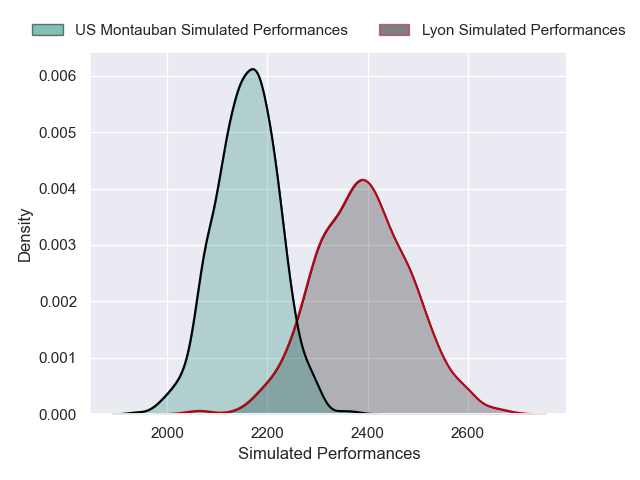 US Montauban Simulated Performances Lyon Simulated Performances
0.006
0.005
0.004
0.003
0.002
0.001
0.000
Density
2000 2200 2400 2600
Simulated Performances